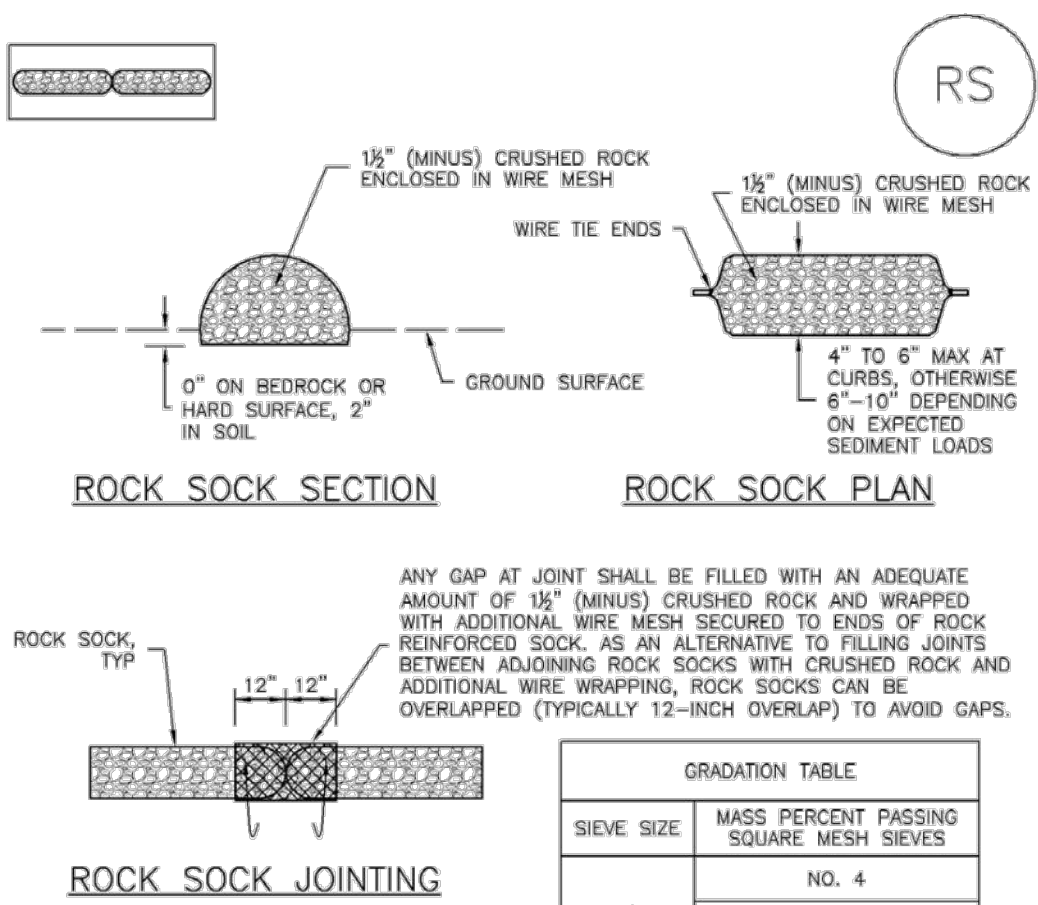 RS
1½" (MINUS) CRUSHED ROCK
ENCLOSED IN WIRE MESH
0" ON BEDROCK OR
HARD SURFACE, 2"
IN SOIL
GROUND SURFACE
ROCK SOCK SECTION
1½" (MINUS) CRUSHED ROCK
ENCLOSED IN WIRE MESH
WIRE TIE ENDS
4" TO 6" MAX AT
CURBS, OTHERWISE
6"-10" DEPENDING
ON EXPECTED
SEDIMENT LOADS
ROCK SOCK PLAN
ANY GAP AT JOINT SHALL BE FILLED WITH AN ADEQUATE
AMOUNT OF 1½" (MINUS) CRUSHED ROCK AND WRAPPED
WITH ADDITIONAL WIRE MESH SECURED TO ENDS OF ROCK
REINFORCED SOCK. AS AN ALTERNATIVE TO FILLING JOINTS
BETWEEN ADJOINING ROCK SOCKS WITH CRUSHED ROCK AND
ADDITIONAL WIRE WRAPPING, ROCK SOCKS CAN BE
OVERLAPPED (TYPICALLY 12-INCH OVERLAP) TO AVOID GAPS.
ROCK SOCK,
TYP
12" 12"
ROCK SOCK JOINTING
GRADATION TABLE
SIEVE SIZE
MASS PERCENT PASSING
SQUARE MESH SIEVES
NO. 4